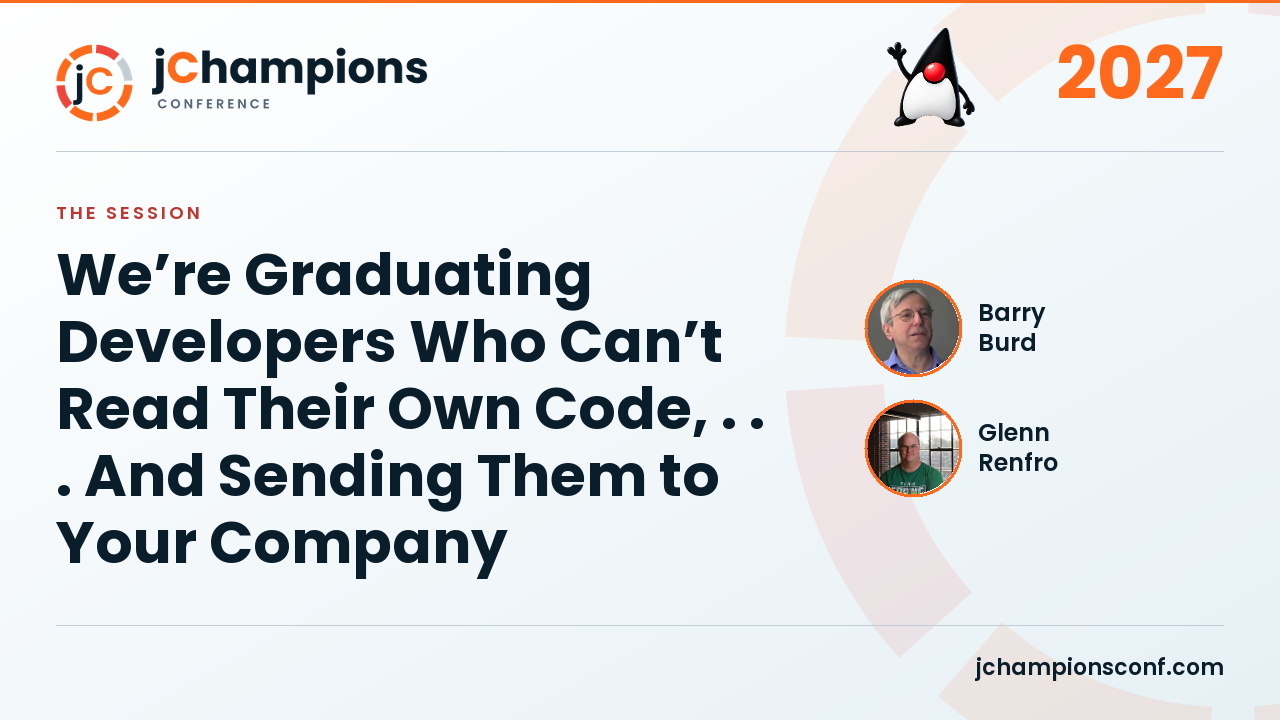 jC
jChampions
CONFERENCE
2027
THE SESSION
We’re Graduating
Developers Who Can’t
Read Their Own Code, . .
. And Sending Them to
Your Company
Barry
Burd
Glenn
Renfro
jchampionsconf.com